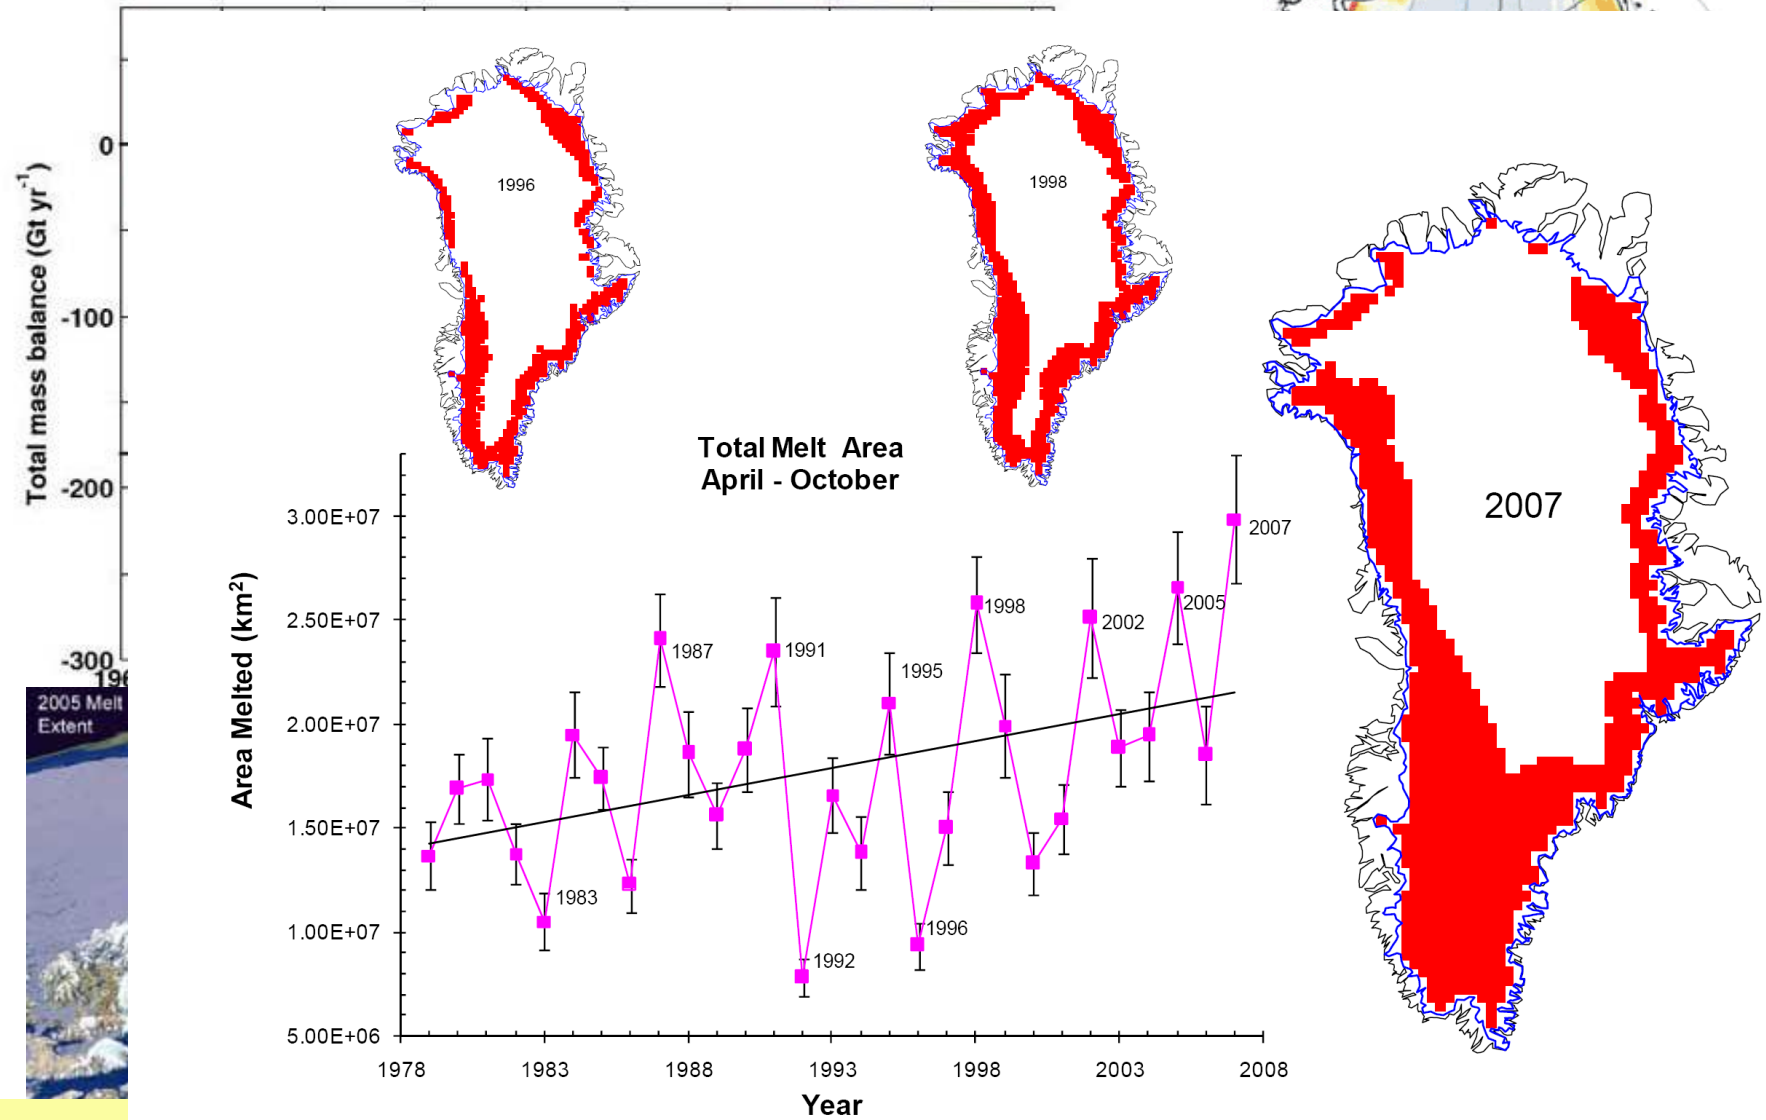 Total mass balance (Gt yr-1)
0
-100
-200
-300
196
2005 Melt
Extent
1996
1998
2007
Total Melt Area
April - October
Area Melted (km2)
3.00E+07
2.50E+07
2.00E+07
1.50E+07
1.00E+07
5.00E+06
1983
1987
1991
1992
1995
1996
1998
2002
2005
2007
1978
1983
1988
1993
1998
2003
2008
Year